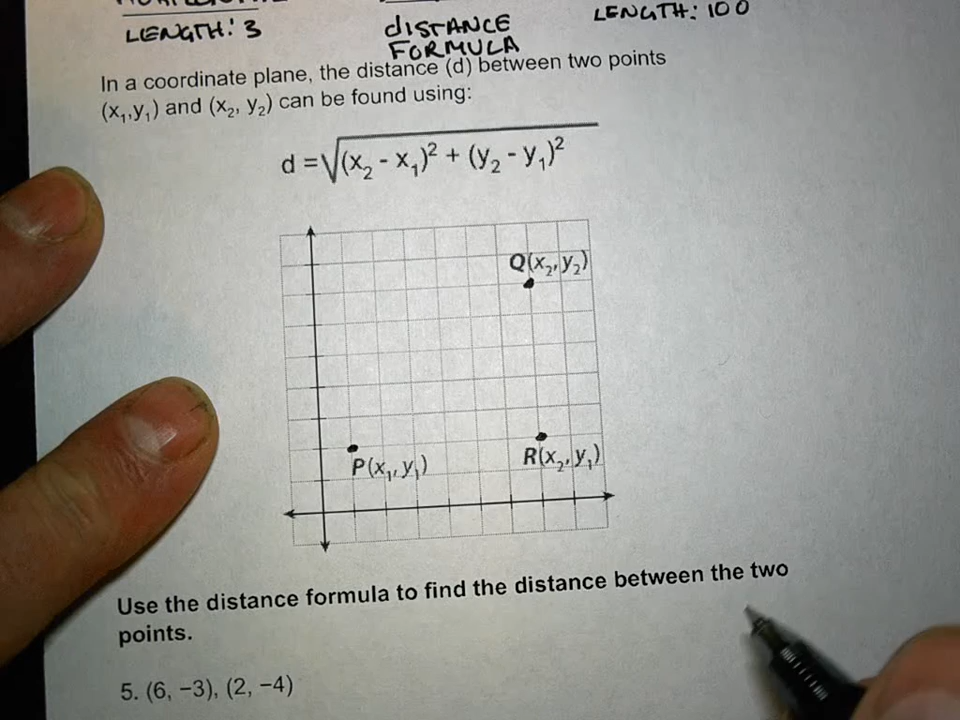 LENGTH: 3
dISTANCE
FORMULA
LENGTH: 100
In a coordinate plane, the distance (d) between two points
(x₁,y₁) and (x₂, y₂) can be found using:
d = √(x₂ - x₁)² + (y₂ - y₁)²
Q(x₂, y₂)
P(x₁, y₁)
R(x₂, y₁)
Use the distance formula to find the distance between the two
points.
5. (6, −3), (2, −4)